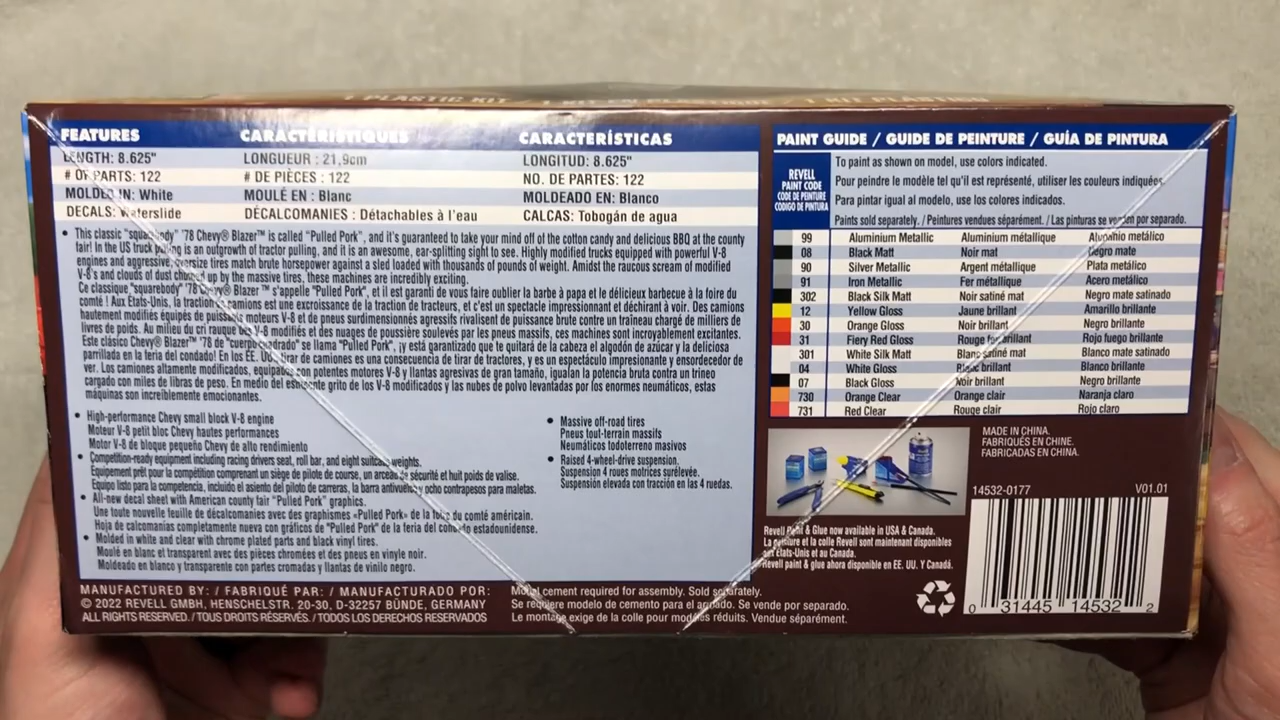 1 PLASTIC KIT
FEATURES CARACTÉRISTIQUES CARACTERÍSTICAS
LENGTH: 8.625" LONGUEUR : 21,9cm LONGITUD: 8.625"
# OF PARTS: 122 # DE PIÈCES : 122 NO. DE PARTES: 122
MOLDED IN: White MOULÉ EN : Blanc MOLDEADO EN: Blanco
DECALS: Waterslide DÉCALCOMANIES : Détachables à l'eau CALCAS: Tobogán de agua
• This classic "squarebody" '78 Chevy® Blazer™ is called "Pulled Pork", and it's guaranteed to take your mind off of the cotton candy and delicious BBQ at the county
fair! In the US truck pulling is an outgrowth of tractor pulling, and it is an awesome, ear-splitting sight to see. Highly modified trucks equipped with powerful V-8
engines and aggressive, oversize tires match brute horsepower against a sled loaded with thousands of pounds of weight. Amidst the raucous scream of modified
V-8's and clouds of dust churned up by the massive tires, these machines are incredibly exciting.
Ce classique "squarebody" '78 Chevy® Blazer ™ s'appelle "Pulled Pork", et il est garanti de vous faire oublier la barbe à papa et le délicieux barbecue à la foire du
comté ! Aux États-Unis, la traction de camions est une excroissance de la traction de tracteurs, et c'est un spectacle impressionnant et déchirant à voir. Des camions
hautement modifiés équipés de puissants moteurs V-8 et de pneus surdimensionnés agressifs rivalisent de puissance brute contre un traîneau chargé de milliers de
livres de poids. Au milieu du cri rauque des V-8 modifiés et des nuages de poussière soulevés par les pneus massifs, ces machines sont incroyablement excitantes.
Este clásico Chevy® Blazer™ '78 de "cuerpo cuadrado" se llama "Pulled Pork", ¡y está garantizado que te quitará de la cabeza el algodón de azúcar y la deliciosa
parrillada en la feria del condado! En los EE. UU., tirar de camiones es una consecuencia de tirar de tractores, y es un espectáculo impresionante y ensordecedor de
ver. Los camiones altamente modificados, equipados con potentes motores V-8 y llantas agresivas de gran tamaño, igualan la potencia bruta contra un trineo
cargado con miles de libras de peso. En medio del estridente grito de los V-8 modificados y las nubes de polvo levantadas por los enormes neumáticos, estas
máquinas son increíblemente emocionantes.
• High-performance Chevy small block V-8 engine
Moteur V-8 petit bloc Chevy hautes performances
Motor V-8 de bloque pequeño Chevy de alto rendimiento
• Competition-ready equipment including racing drivers seat, roll bar, and eight suitcase weights.
Équipement prêt pour la compétition comprenant un siège de pilote de course, un arceau de sécurité et huit poids de valise.
Equipo listo para la competencia, incluido el asiento del piloto de carreras, la barra antivuelco y ocho contrapesos para maletas.
• All-new decal sheet with American county fair "Pulled Pork" graphics.
Une toute nouvelle feuille de décalcomanies avec des graphismes «Pulled Pork» de la foire du comté américain.
Hoja de calcomanías completamente nueva con gráficos de "Pulled Pork" de la feria del condado estadounidense.
• Molded in white and clear with chrome plated parts and black vinyl tires.
Moulé en blanc et transparent avec des pièces chromées et des pneus en vinyle noir.
Moldeado en blanco y transparente con partes cromadas y llantas de vinilo negro.
• Massive off-road tires
Pneus tout-terrain massifs
Neumáticos todoterreno masivos
• Raised 4-wheel-drive suspension.
Suspension 4 roues motrices surélevée.
Suspensión elevada con tracción en las 4 ruedas.
MANUFACTURED BY: / FABRIQUÉ PAR: / MANUFACTURADO POR:
© 2022 REVELL GMBH, HENSCHELSTR. 20-30, D-32257 BÜNDE, GERMANY
ALL RIGHTS RESERVED. / TOUS DROITS RÉSERVÉS. / TODOS LOS DERECHOS RESERVADOS
Model cement required for assembly. Sold separately.
Se requiere modelo de cemento para el armado. Se vende por separado.
Le montage exige de la colle pour modèles réduits. Vendue séparément.
PAINT GUIDE / GUIDE DE PEINTURE / GUÍA DE PINTURA
REVELL
PAINT CODE
CODE DE PEINTURE
CODIGO DE PINTURA
To paint as shown on model, use colors indicated.
Pour peindre le modèle tel qu'il est représenté, utiliser les couleurs indiquées.
Para pintar igual al modelo, use los colores indicados.
Paints sold separately. / Peintures vendues séparément. / Las pinturas se venden por separado.
99 Aluminium Metallic Aluminium métallique Aluminio metálico
08 Black Matt Noir mat Negro mate
90 Silver Metallic Argent métallique Plata metálico
91 Iron Metallic Fer métallique Acero metálico
302 Black Silk Matt Noir satiné mat Negro mate satinado
12 Yellow Gloss Jaune brillant Amarillo brillante
30 Orange Gloss Noir brillant Negro brillante
31 Fiery Red Gloss Rouge feu brillant Rojo fuego brillante
301 White Silk Matt Blanc satiné mat Blanco mate satinado
04 White Gloss Blanc brillant Blanco brillante
07 Black Gloss Noir brillant Negro brillante
730 Orange Clear Orange clair Naranja claro
731 Red Clear Rouge clair Rojo claro
MADE IN CHINA.
FABRIQUÉS EN CHINE.
FABRICADAS EN CHINA.
14532-0177 V01.01
Revell Paint & Glue now available in USA & Canada.
La peinture et la colle Revell sont maintenant disponibles
aux États-Unis et au Canada.
Revell paint & glue ahora disponible en EE. UU. Y Canadá.
0 31445 14532 2